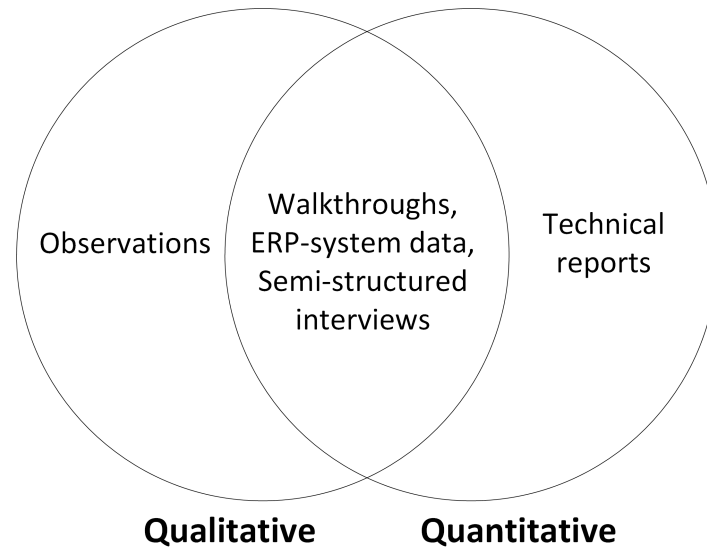 Observations
Walkthroughs,
ERP-system data,
Semi-structured
interviews
Technical
reports
Qualitative
Quantitative